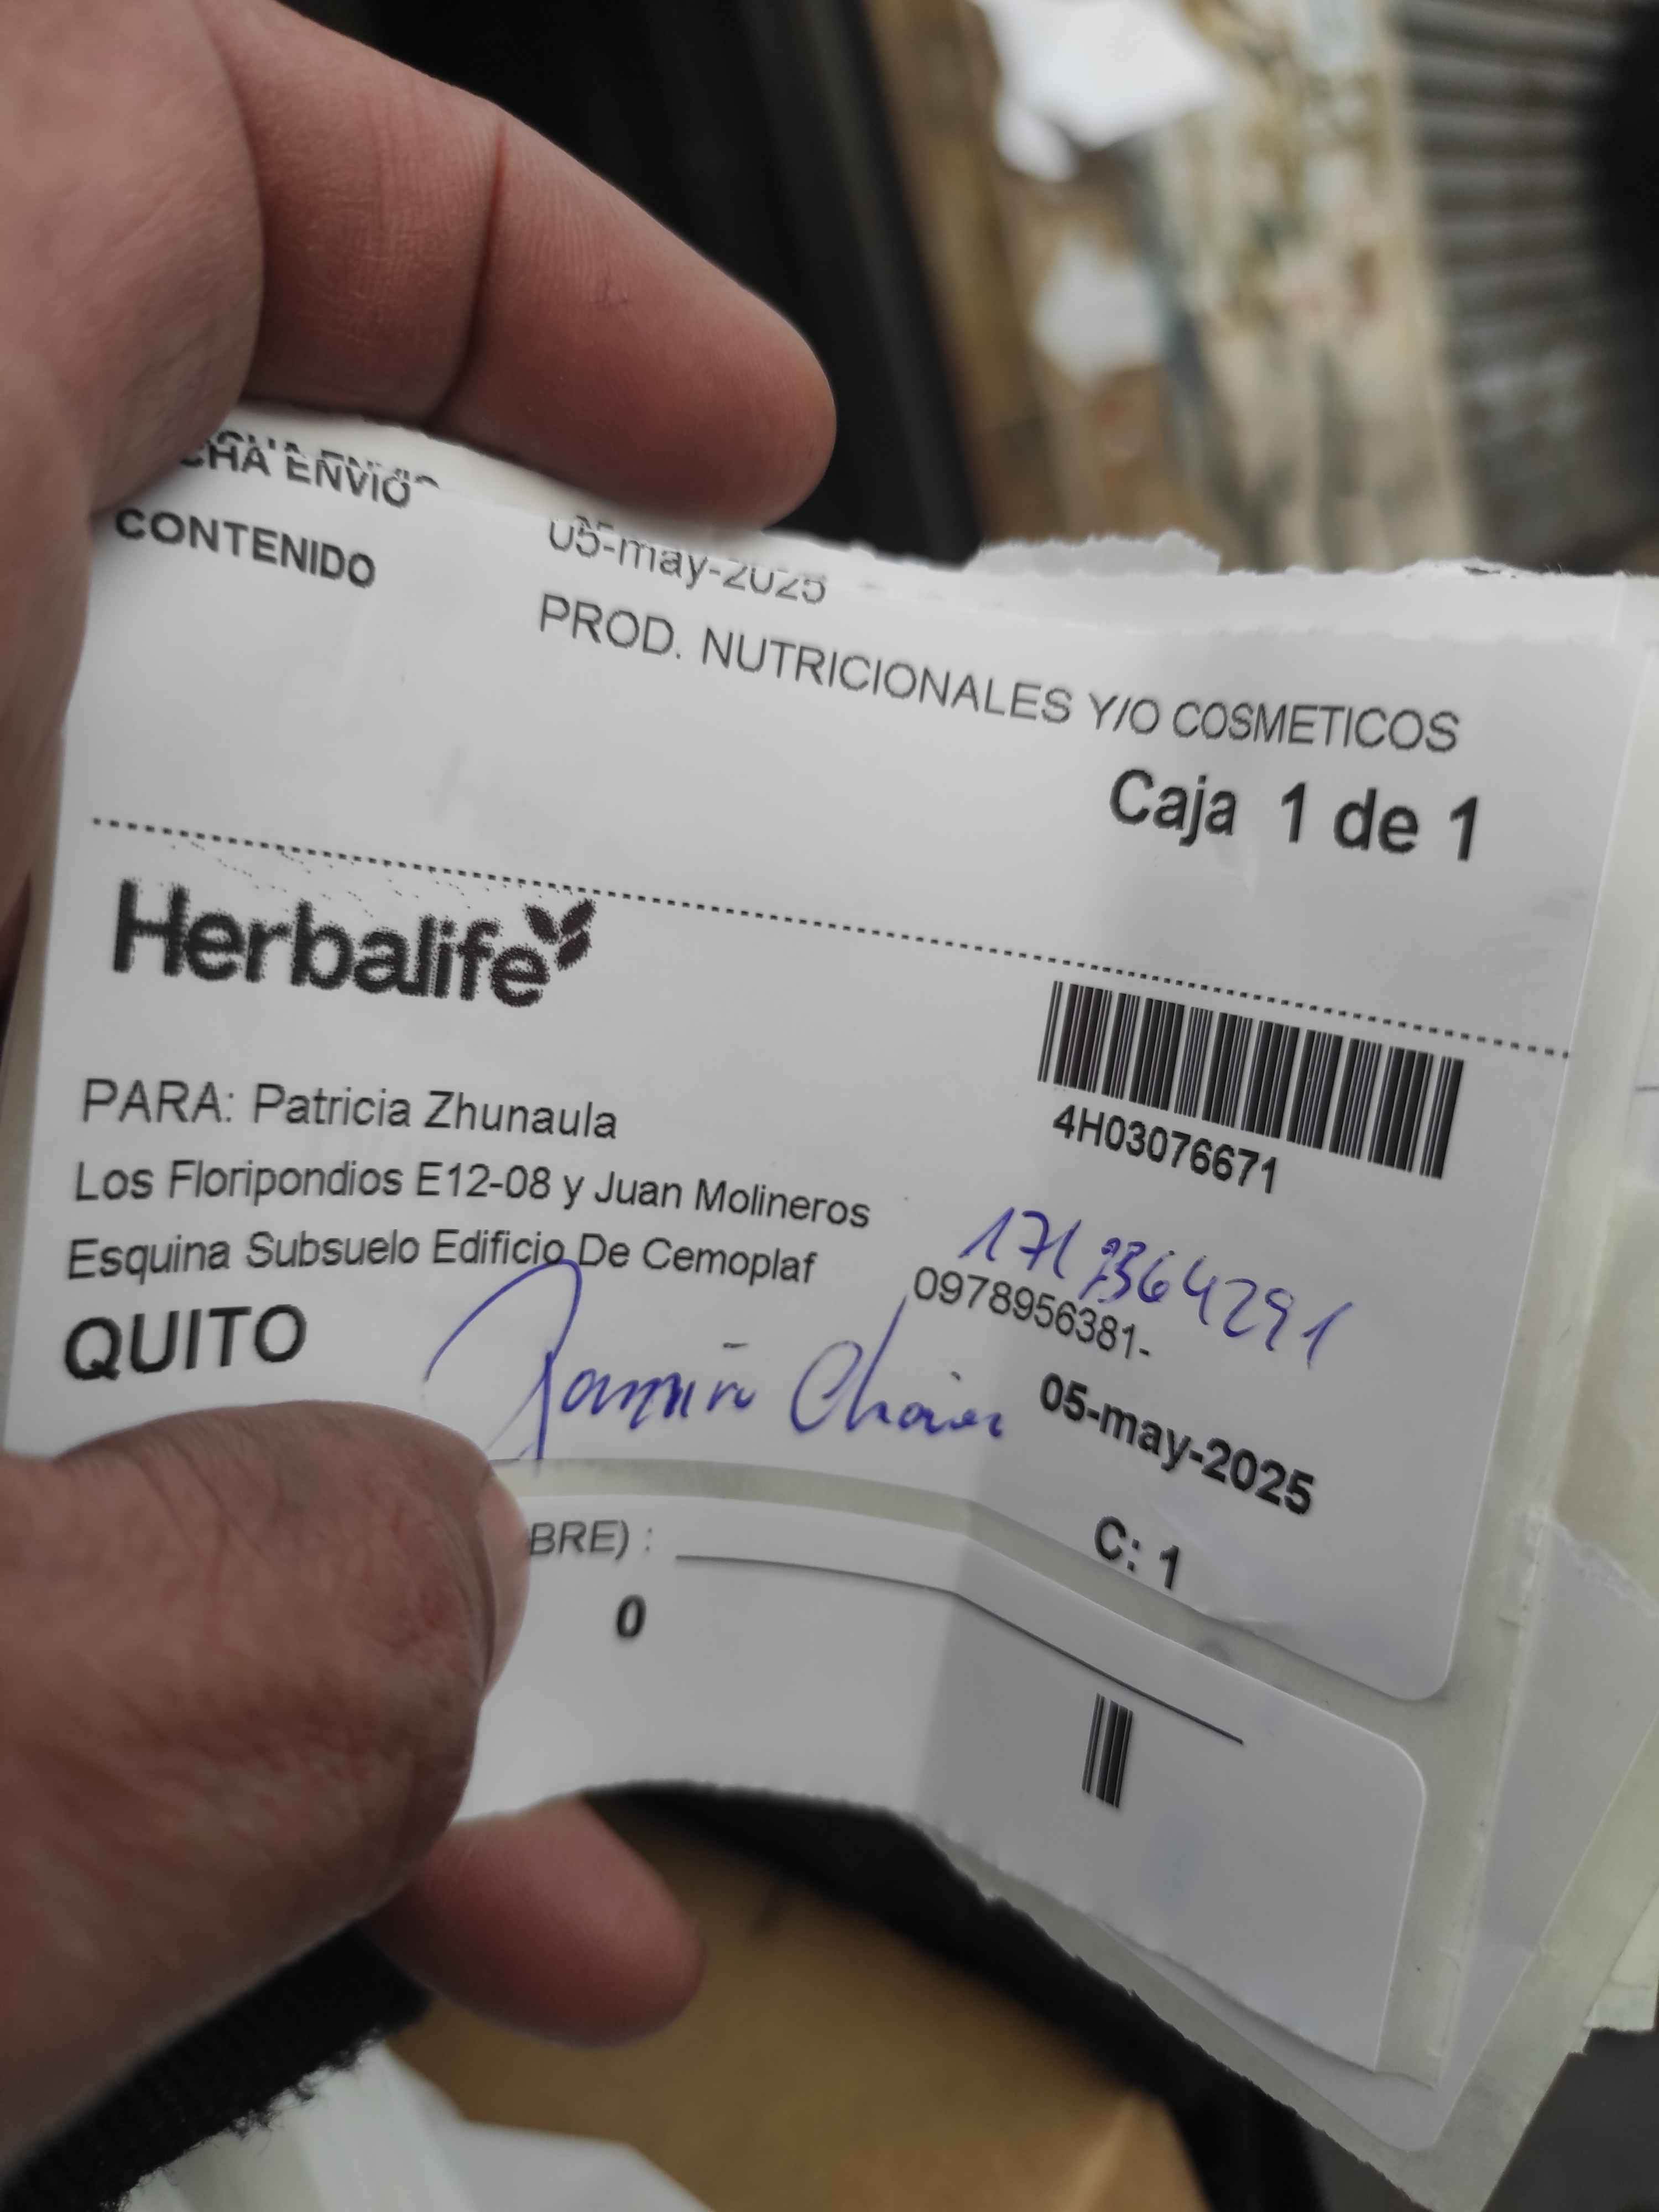 CHA ENVIO
05-may-2025
CONTENIDO
PROD. NUTRICIONALES Y/O COSMETICOS
Caja 1 de 1
Herbalife
4H03076671
PARA: Patricia Zhunaula
Los Floripondios E12-08 y Juan Molineros
Esquina Subsuelo Edificio De Cemoplaf
0978956381-
QUITO
05-may-2025
C: 1
BRE) :
0